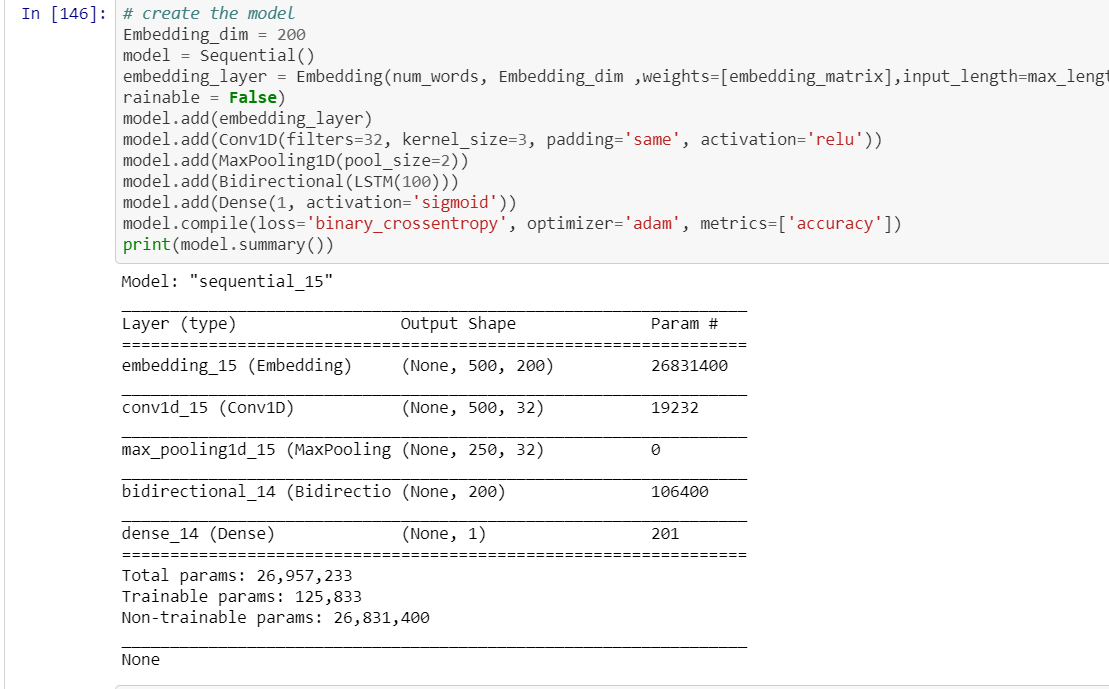 In [146]: # create the model
Embedding_dim = 200
model = Sequential()
embedding_layer = Embedding(num_words, Embedding_dim ,weights=[embedding_matrix],input_length=max_lengt
rainable = False)
model.add(embedding_layer)
model.add(Conv1D(filters=32, kernel_size=3, padding='same', activation='relu'))
model.add(MaxPooling1D(pool_size=2))
model.add(Bidirectional(LSTM(100)))
model.add(Dense(1, activation='sigmoid'))
model.compile(loss='binary_crossentropy', optimizer='adam', metrics=['accuracy'])
print(model.summary())
Model: "sequential_15"
_________________________________________________________________
Layer (type)                 Output Shape              Param #
=================================================================
embedding_15 (Embedding)     (None, 500, 200)          26831400
_________________________________________________________________
conv1d_15 (Conv1D)           (None, 500, 32)           19232
_________________________________________________________________
max_pooling1d_15 (MaxPooling (None, 250, 32)           0
_________________________________________________________________
bidirectional_14 (Bidirectio (None, 200)               106400
_________________________________________________________________
dense_14 (Dense)             (None, 1)                 201
=================================================================
Total params: 26,957,233
Trainable params: 125,833
Non-trainable params: 26,831,400
_________________________________________________________________
None